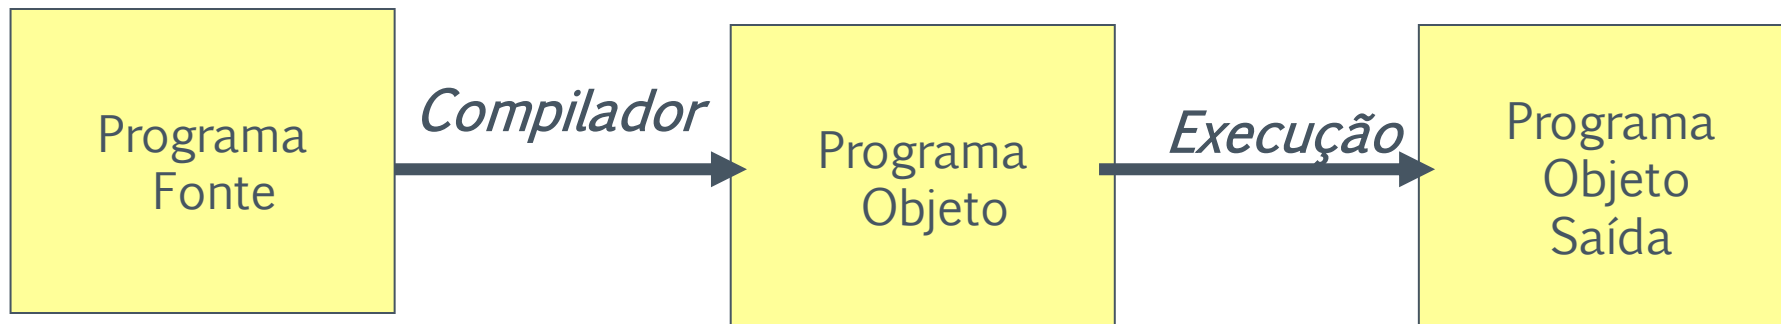 Programa
Fonte
Compilador
Programa
Objeto
Execução
Programa
Objeto
Saída